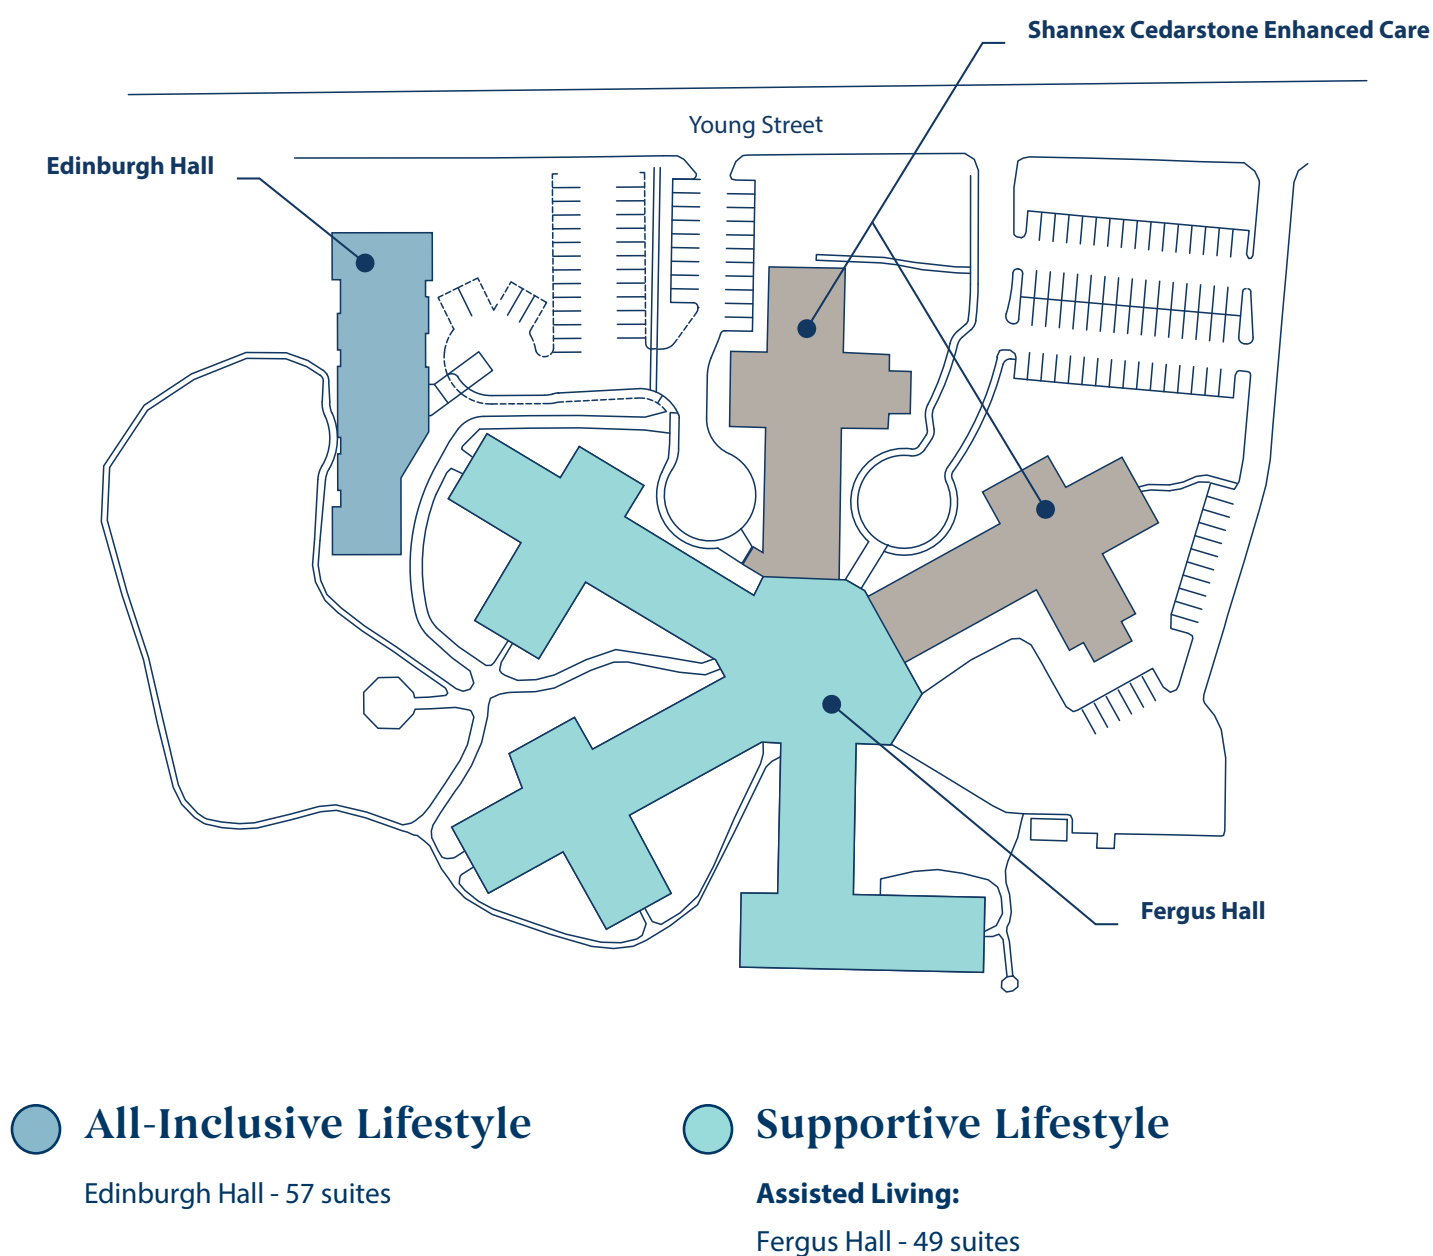 Shannex Cedarstone Enhanced Care
Young Street
Edinburgh Hall
Fergus Hall
All-Inclusive Lifestyle
Edinburgh Hall - 57 suites
Supportive Lifestyle
Assisted Living:
Fergus Hall - 49 suites